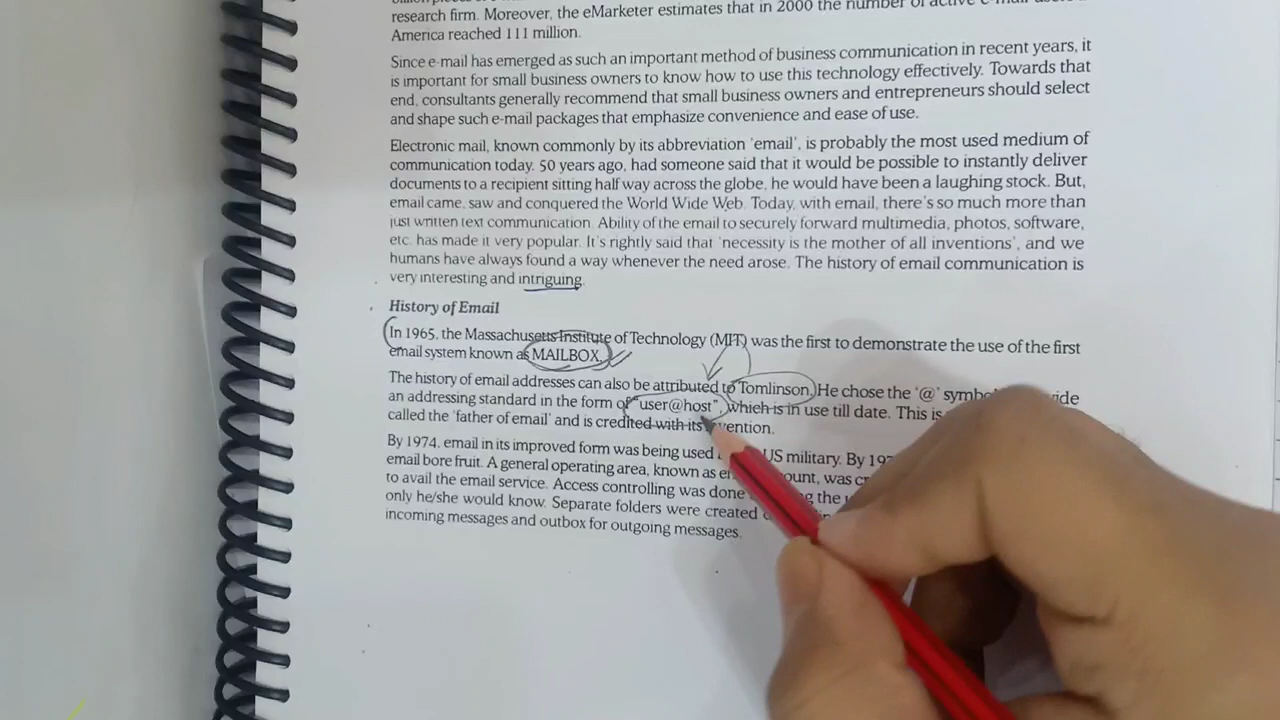 research firm. Moreover, the eMarketer estimates that in 2000 the number of active
America reached 111 million.
Since e-mail has emerged as such an important method of business communication in recent years, it
is important for small business owners to know how to use this technology effectively. Towards that
end, consultants generally recommend that small business owners and entrepreneurs should select
and shape such e-mail packages that emphasize convenience and ease of use.
Electronic mail, known commonly by its abbreviation 'email', is probably the most used medium of
communication today. 50 years ago, had someone said that it would be possible to instantly deliver
documents to a recipient sitting half way across the globe, he would have been a laughing stock. But,
email came, saw and conquered the World Wide Web. Today, with email, there's so much more than
just written text communication. Ability of the email to securely forward multimedia, photos, software,
etc. has made it very popular. It's rightly said that 'necessity is the mother of all inventions', and we
humans have always found a way whenever the need arose. The history of email communication is
very interesting and intriguing.
History of Email
In 1965, the Massachusetts Institute of Technology (MIT) was the first to demonstrate the use of the first
email system known as MAILBOX.
The history of email addresses can also be attributed to Tomlinson. He chose the '@'
an addressing standard in the form of "user@host", which is in use till date. This is
called the 'father of email' and is credited with its invention.
By 1974, email in its improved form was being used US military. By
email bore fruit. A general operating area, known as was
to avail the email service. Access controlling was done the
only he/she would know. Separate folders were created
incoming messages and outbox for outgoing messages.